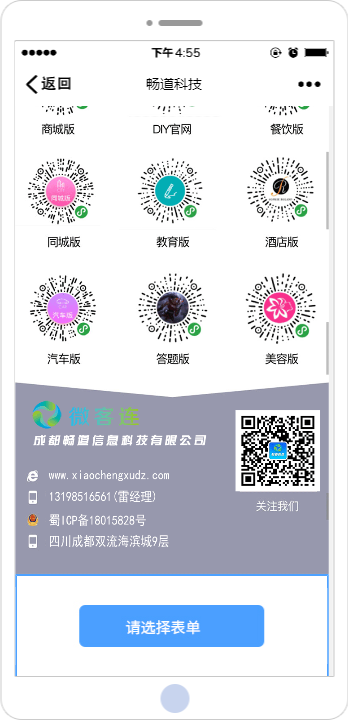 下午4:55
返回 畅道科技
商城版 DIY官网 餐饮版
同城版 教育版 酒店版
汽车版 答题版 美容版
微客连
成都畅道信息科技有限公司
www.xiaochengxudz.com
13198516561(雷经理)
蜀ICP备18015828号
四川成都双流海滨城9层
关注我们
请选择表单